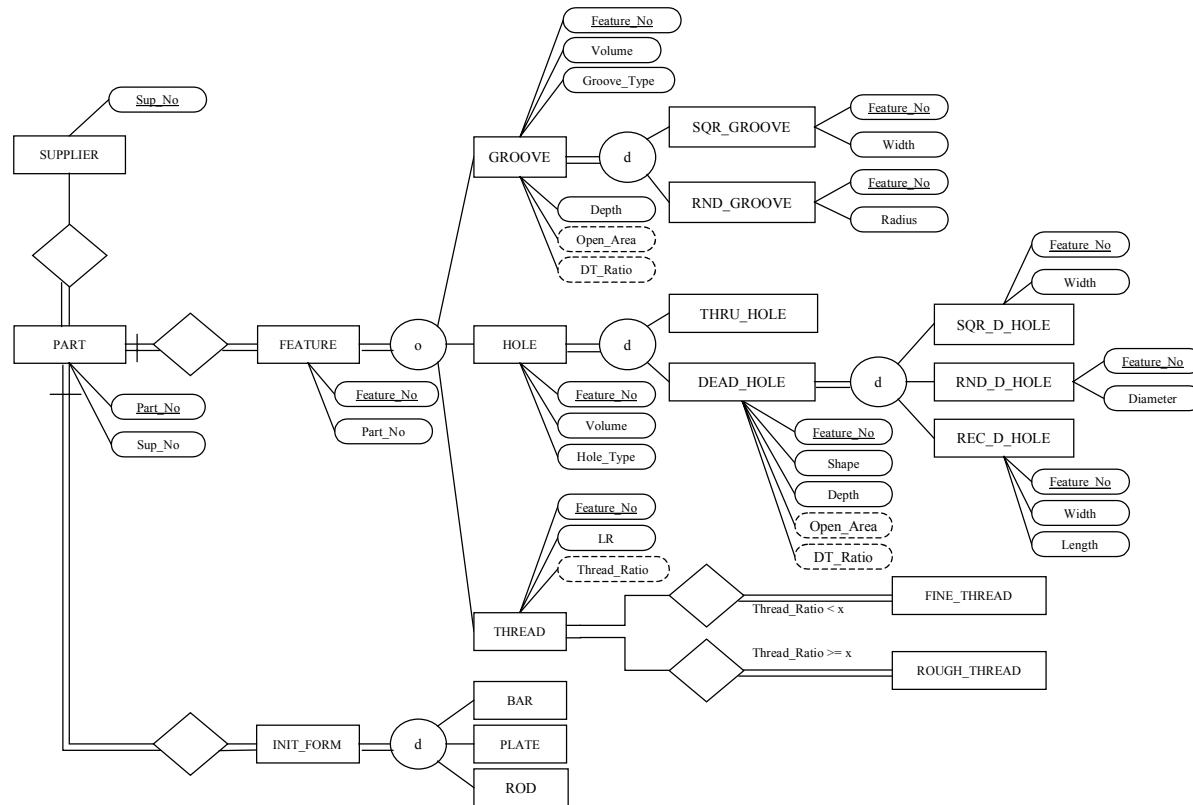 Feature_No
Volume
Groove_Type
Sup_No
SUPPLIER
GROOVE
d
SQR_GROOVE
Feature_No
Width
RND_GROOVE
Feature_No
Radius
Depth
Open_Area
DT_Ratio
PART
FEATURE
o
HOLE
d
THRU_HOLE
DEAD_HOLE
d
Feature_No
Width
SQR_D_HOLE
RND_D_HOLE
Feature_No
Diameter
REC_D_HOLE
Feature_No
Width
Length
Part_No
Sup_No
Feature_No
Part_No
Feature_No
Volume
Hole_Type
Feature_No
Shape
Depth
Open_Area
DT_Ratio
Feature_No
LR
Thread_Ratio
THREAD
Thread_Ratio < x
FINE_THREAD
Thread_Ratio >= x
ROUGH_THREAD
INIT_FORM
d
BAR
PLATE
ROD